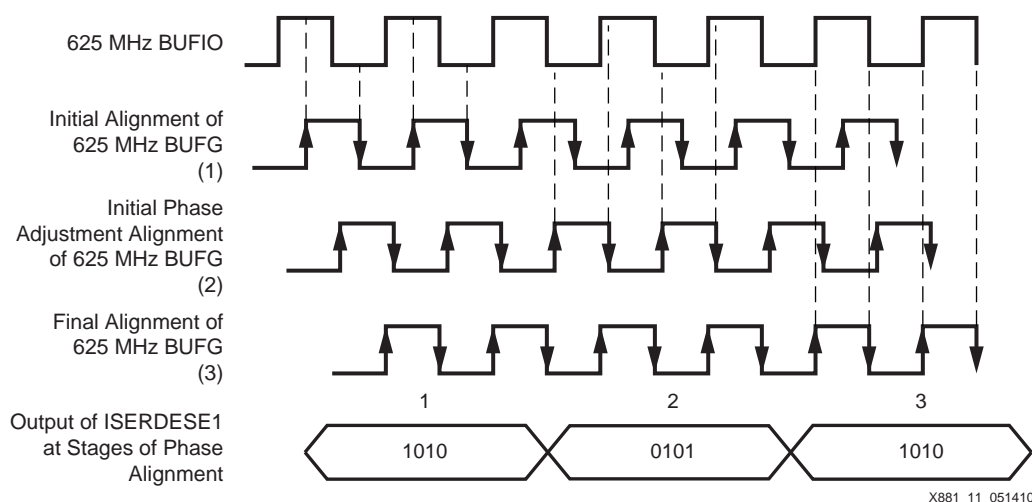 625 MHz BUFIO
Initial Alignment of
625 MHz BUFG
(1)
Initial Phase
Adjustment Alignment
of 625 MHz BUFG
(2)
Final Alignment of
625 MHz BUFG
(3)
1 2 3
Output of ISERDESE1
at Stages of Phase
Alignment
1010 0101 1010
X881_11_051410